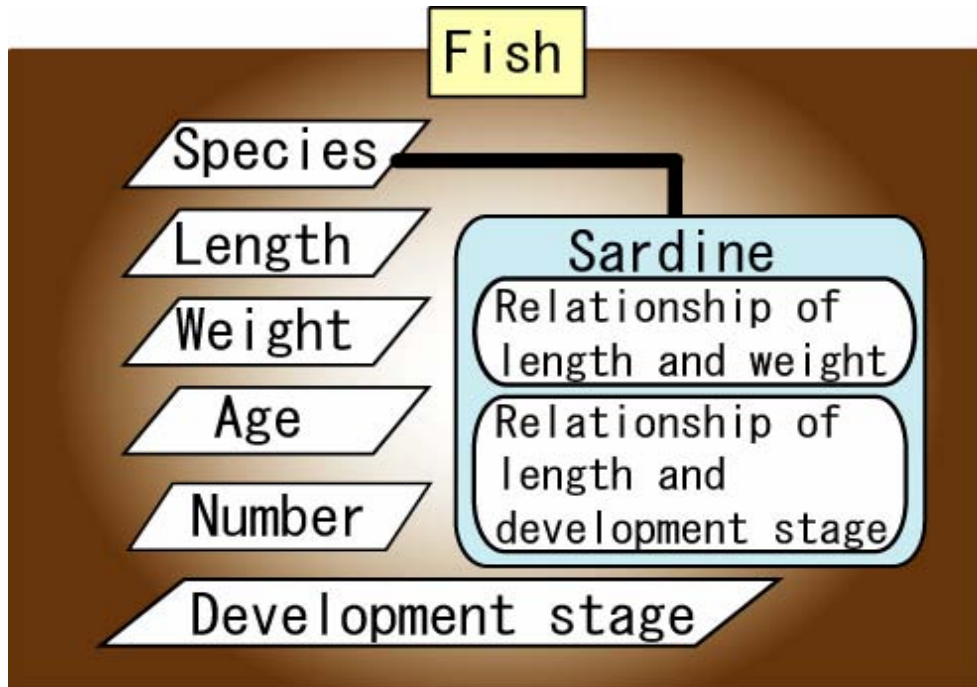 Fish
Species
Length
Weight
Age
Number
Development stage
Sardine
Relationship of
length and weight
Relationship of
length and
development stage